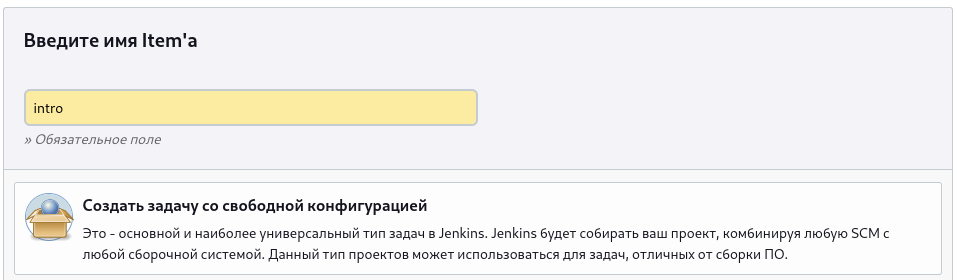 Введите имя Item'а
intro
» Обязательное поле
Создать задачу со свободной конфигурацией
Это - основной и наиболее универсальный тип задач в Jenkins. Jenkins будет собирать ваш проект, комбинируя любую SCM с
любой сборочной системой. Данный тип проектов может использоваться для задач, отличных от сборки ПО.